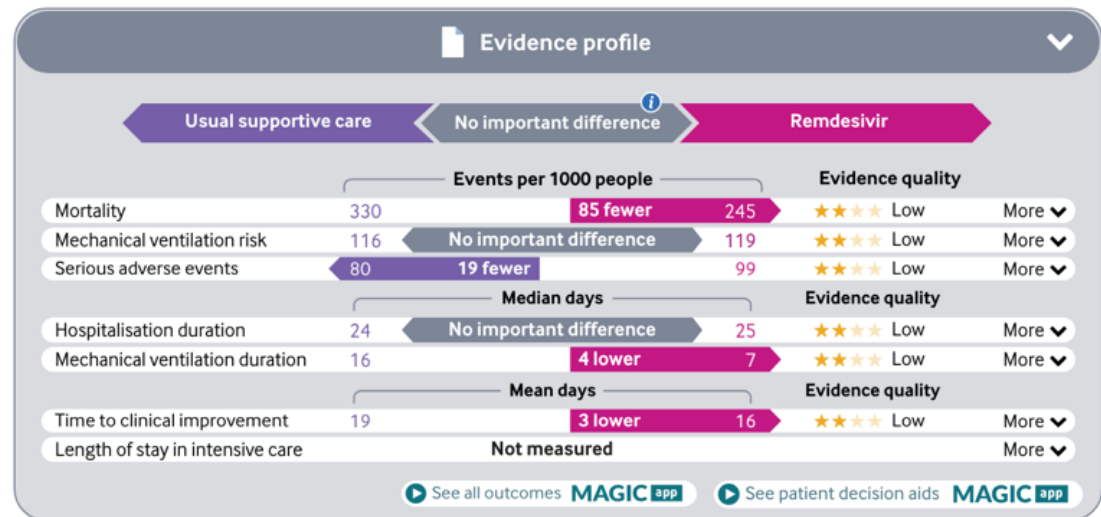 Evidence profile
Usual supportive care No important difference i Remdesivir
Events per 1000 people Evidence quality
Mortality 330 85 fewer 245 Low More
Mechanical ventilation risk 116 No important difference 119 Low More
Serious adverse events 80 19 fewer 99 Low More
Median days Evidence quality
Hospitalisation duration 24 No important difference 25 Low More
Mechanical ventilation duration 16 4 lower 7 Low More
Mean days Evidence quality
Time to clinical improvement 19 3 lower 16 Low More
Length of stay in intensive care Not measured More
See all outcomes MAGIC app See patient decision aids MAGIC app